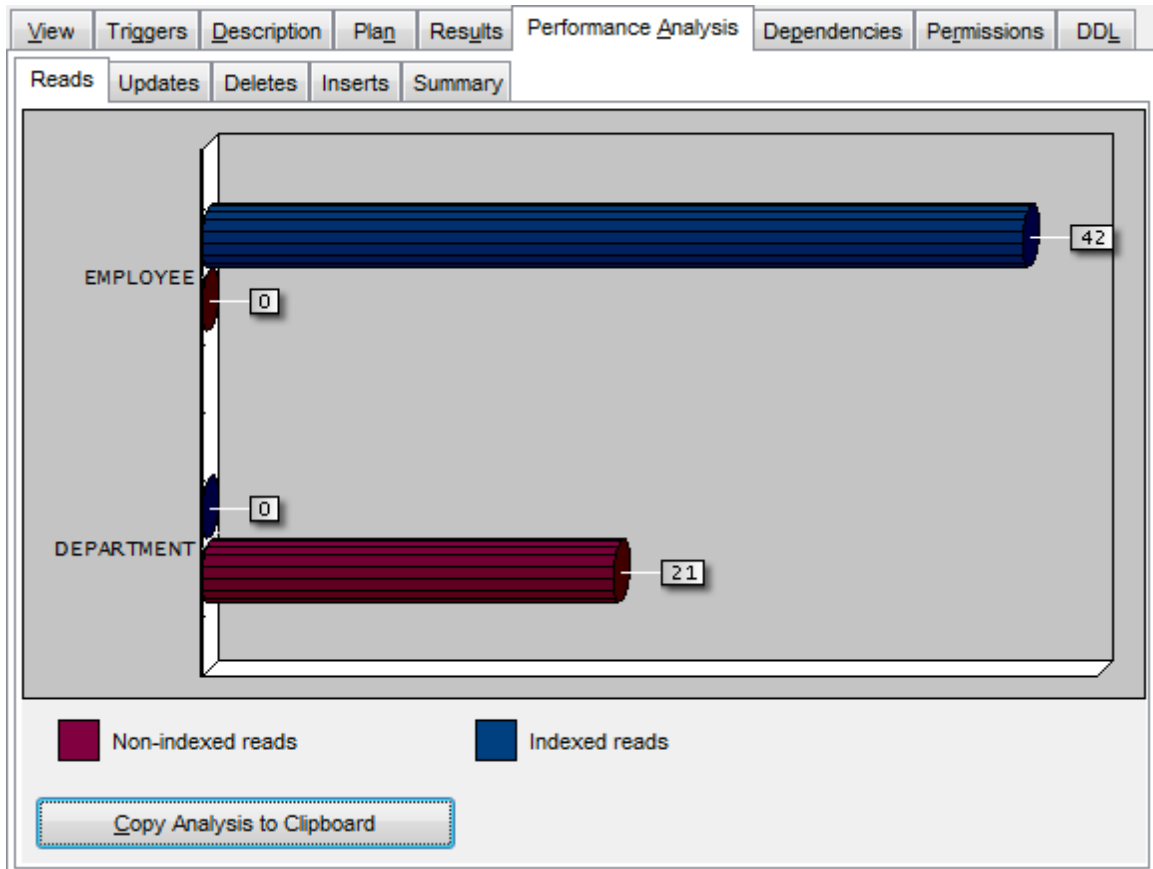 View Triggers Description Plan Results Performance Analysis Dependencies Permissions DDL
Reads Updates Deletes Inserts Summary
42
EMPLOYEE
0
0
DEPARTMENT
21
Non-indexed reads Indexed reads
Copy Analysis to Clipboard